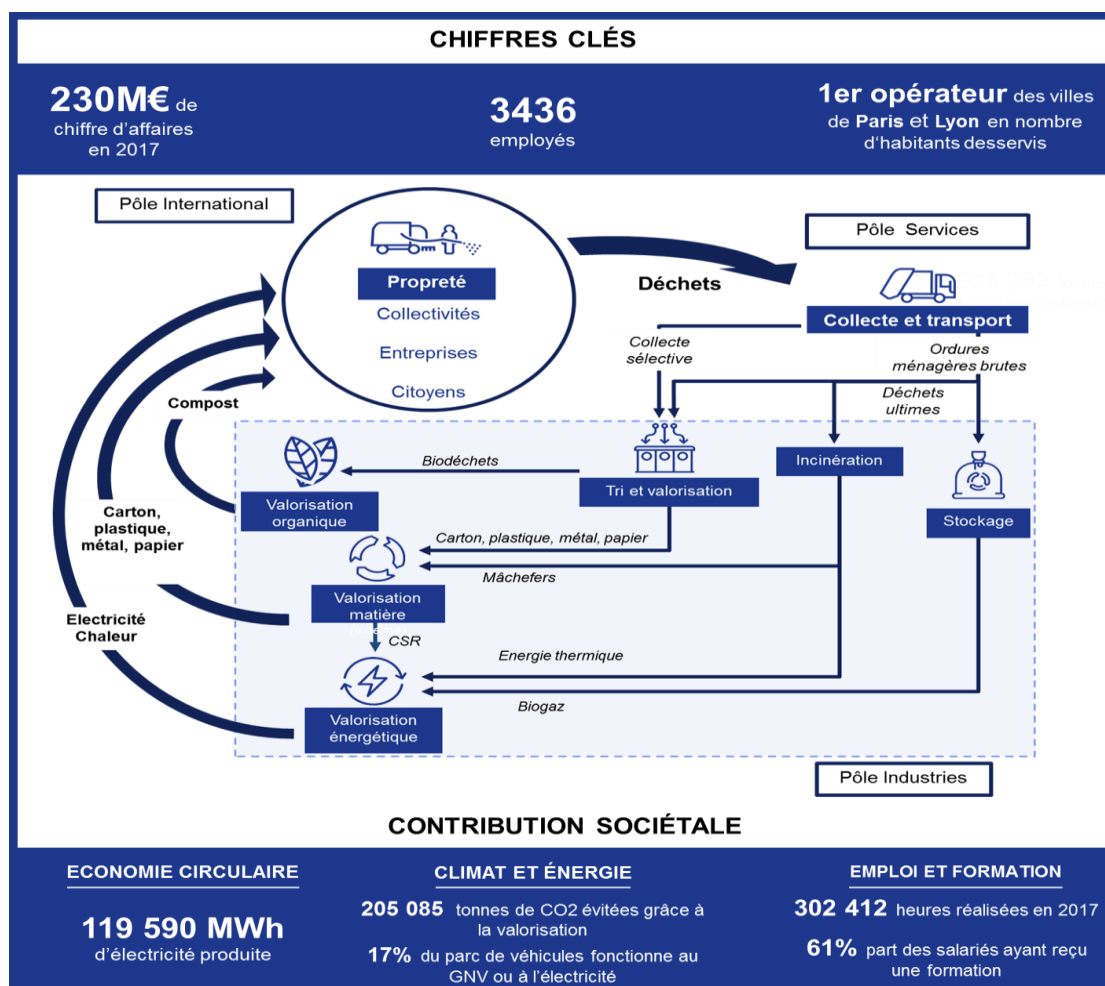 CHIFFRES CLÉS
230M€ de
chiffre d'affaires
en 2017
3436
employés
1er opérateur des villes
de Paris et Lyon en nombre
d'habitants desservis
Pôle International
Pôle Services
Propreté
Collectivités
Entreprises
Citoyens
Déchets
Collecte et transport
Collecte
sélective
Ordures
ménagères brutes
Déchets
ultimes
Compost
Biodéchets
Valorisation
organique
Tri et valorisation
Incinération
Stockage
Carton,
plastique,
métal, papier
Carton, plastique, métal, papier
Mâchefers
Valorisation
matière
CSR
Electricité
Chaleur
Energie thermique
Biogaz
Valorisation
énergétique
Pôle Industries
CONTRIBUTION SOCIÉTALE
ECONOMIE CIRCULAIRE
119 590 MWh
d'électricité produite
CLIMAT ET ÉNERGIE
205 085 tonnes de CO2 évitées grâce à
la valorisation
17% du parc de véhicules fonctionne au
GNV ou à l'électricité
EMPLOI ET FORMATION
302 412 heures réalisées en 2017
61% part des salariés ayant reçu
une formation